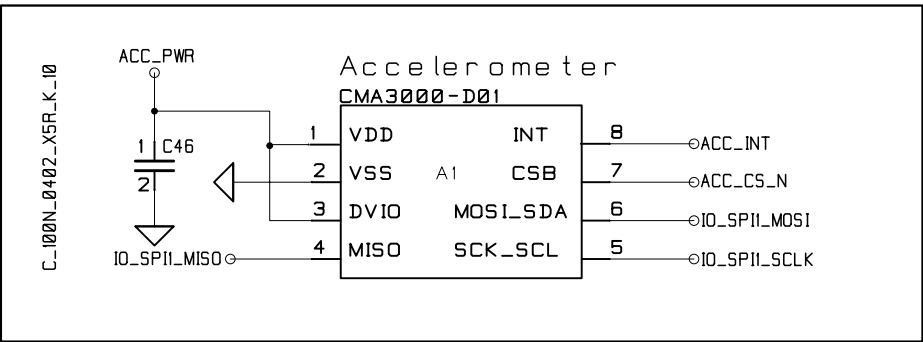 ACC_PWR
Accelerometer
CMA3000-D01
C_100N_0402_X5R_K_10
1 C46
2
1 VDD INT 8 ACC_INT
2 VSS A1 CSB 7 ACC_CS_N
3 DVIO MOSI_SDA 6 IO_SPI1_MOSI
IO_SPI1_MISO 4 MISO SCK_SCL 5 IO_SPI1_SCLK